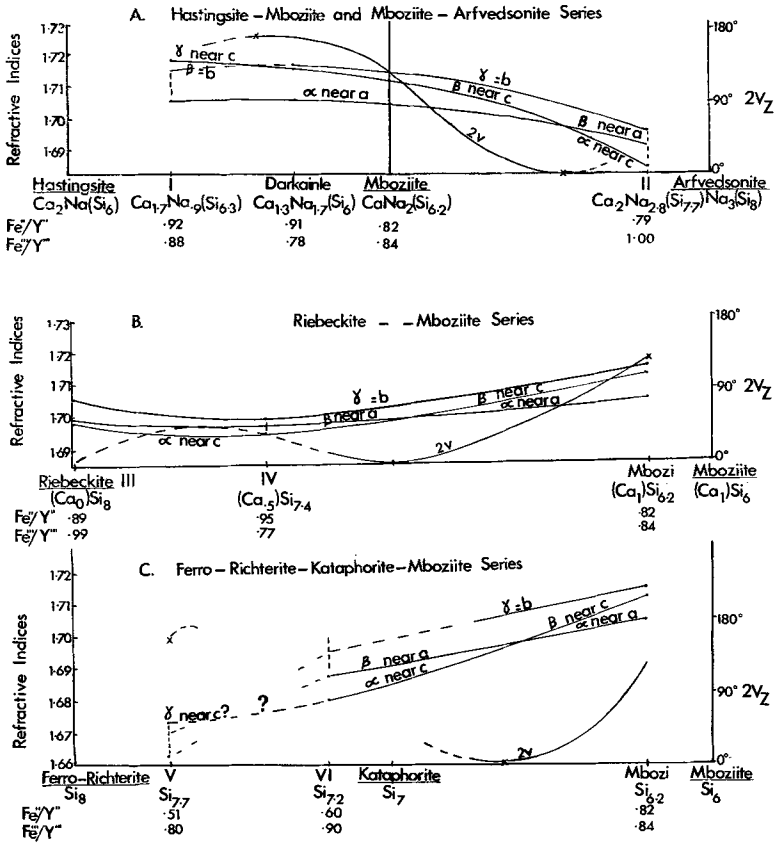 A. Hastingsite – Mboziite and Mboziite – Arfvedsonite Series
Refractive Indices
1·73
1·72
1·71
1·70
1·69
180°
90°
0°
2Vz
ɣ near c
β=b
α near a
ɣ=b
β near c
β near a
α near c
2V
Hastingsite I Darkainle Mboziite II Arfvedsonite
Ca2Na(Si6) Ca1·7Na·9(Si6·3) Ca1·3Na1·7(Si6) CaNa2(Si6·2) Ca·2Na2·8(Si7·7) Na3(Si8)
Fe"/Y" ·92 ·91 ·82 ·79
Fe'''/Y''' ·88 ·78 ·84 1·00
B. Riebeckite – – Mboziite Series
Refractive Indices
1·73
1·72
1·71
1·70
1·69
180°
90°
0°
2Vz
ɣ=b
β near c
β near a
α near a
α near c
2V
Riebeckite III IV Mbozi Mboziite
(Ca0)Si8 (Ca·5)Si7·4 (Ca1)Si6·2 (Ca1)Si6
Fe"/Y" ·89 ·95 ·82
Fe'''/Y''' ·99 ·77 ·84
C. Ferro–Richterite–Kataphorite–Mboziite Series
Refractive Indices
1·72
1·71
1·70
1·69
1·68
1·67
1·66
180°
90°
0°
2Vz
ɣ=b
β near c
α near a
β near a
α near c
ɣ near c?
?
2V
Ferro–Richterite V VI Kataphorite Mbozi Mboziite
Si8 Si7·7 Si7·2 Si7 Si6·2 Si6
Fe"/Y" ·51 ·60 ·82
Fe'''/Y''' ·80 ·90 ·84